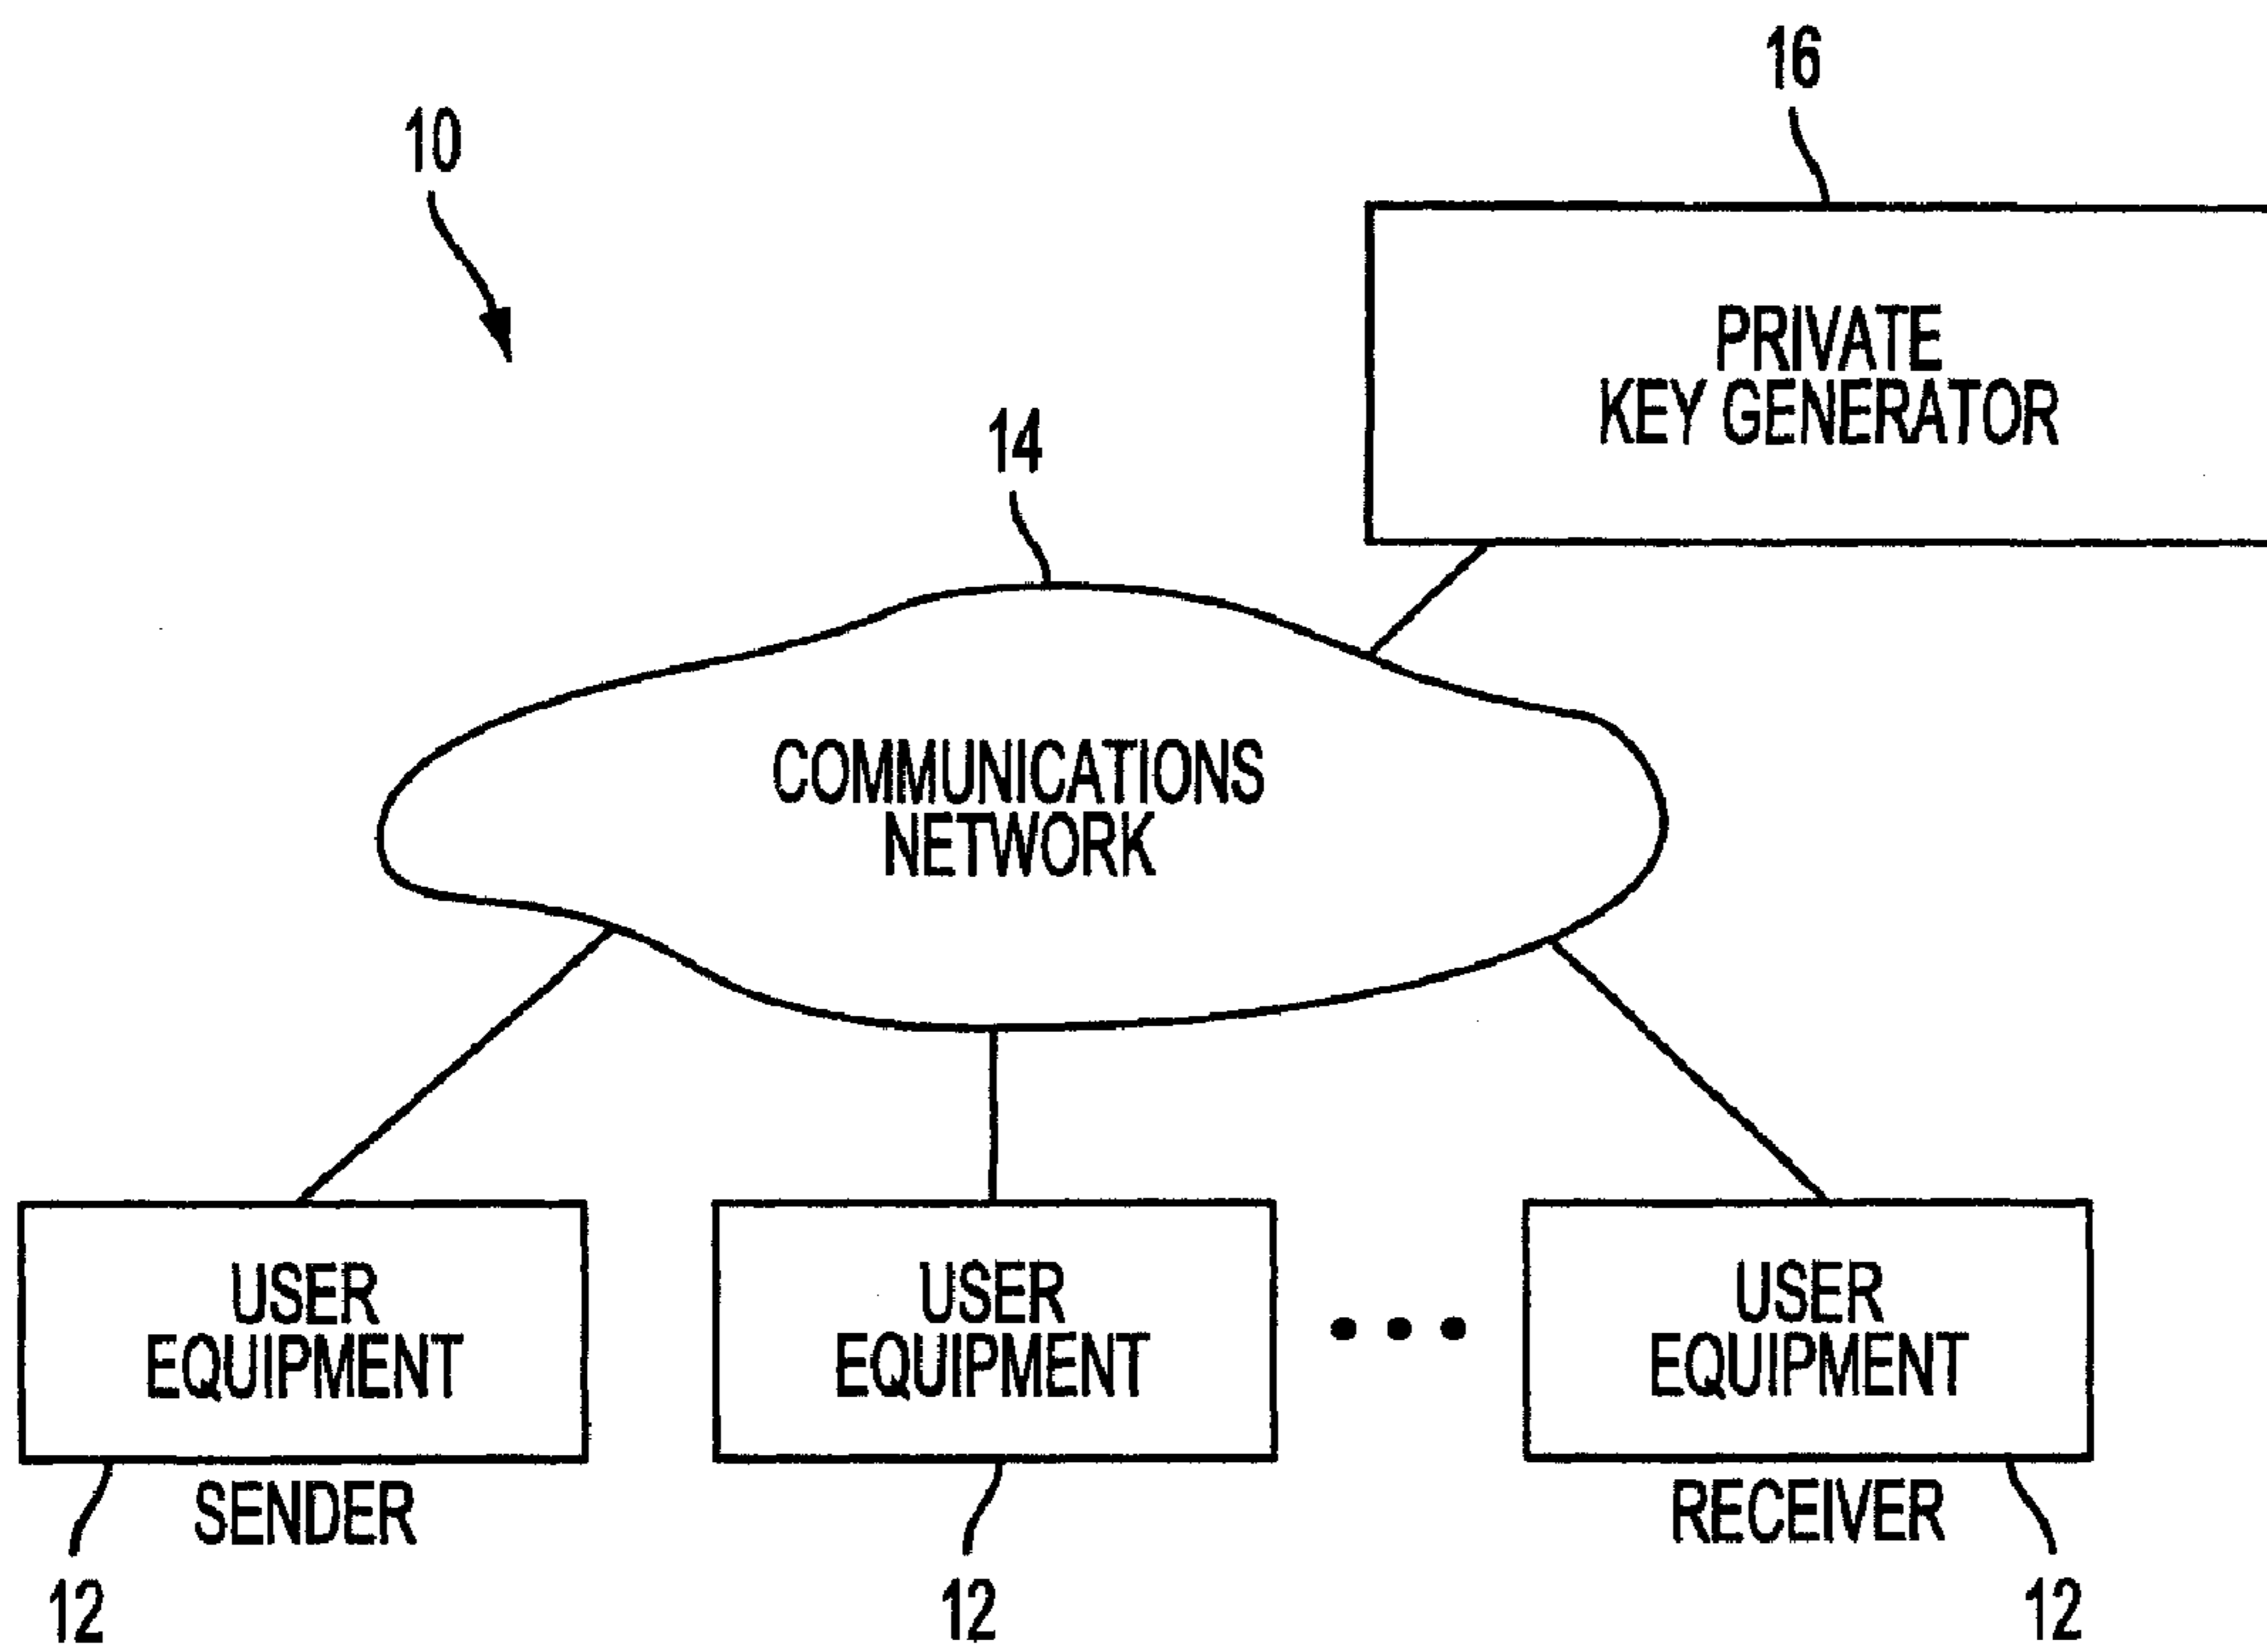 16
10
PRIVATE
KEY GENERATOR
14
COMMUNICATIONS
NETWORK
USER
EQUIPMENT
USER
EQUIPMENT
USER
EQUIPMENT
SENDER
RECEIVER
12
12
12